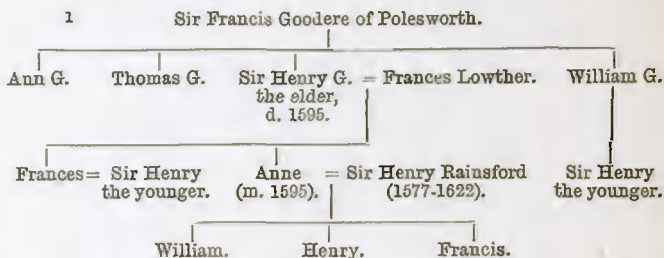 1 Sir Francis Goodere of Polesworth.
Ann G. Thomas G. Sir Henry G. = Frances Lowther. William G.
the elder,
d. 1595.
Frances = Sir Henry Anne = Sir Henry Rainsford Sir Henry
the younger. (m. 1595). (1577-1622). the younger.
William. Henry. Francis.